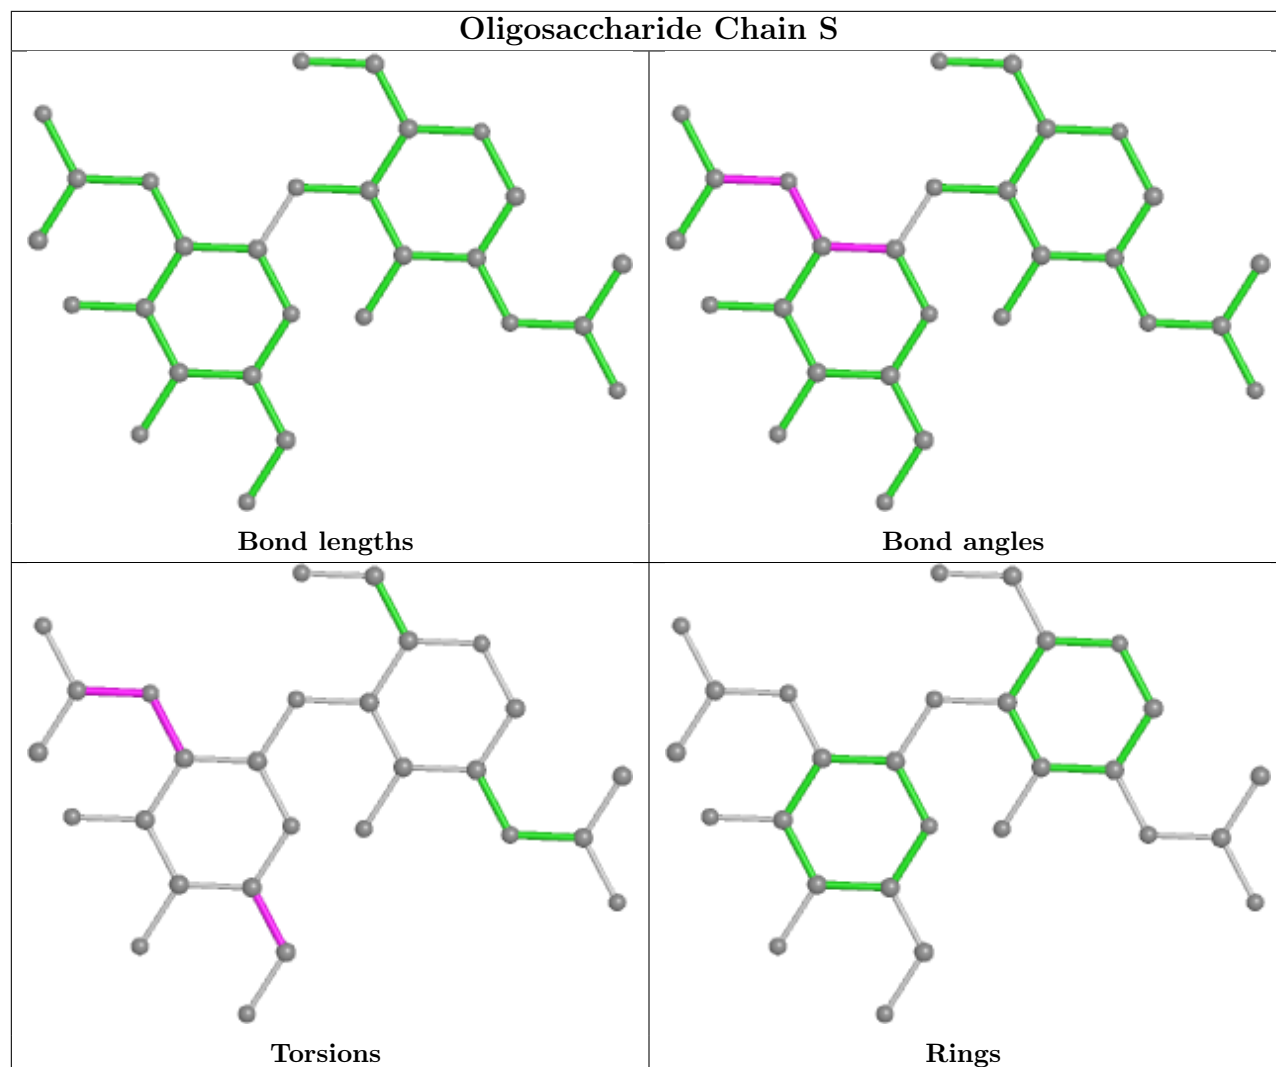 Oligosaccharide Chain S
Bond lengths
Bond angles
Torsions
Rings